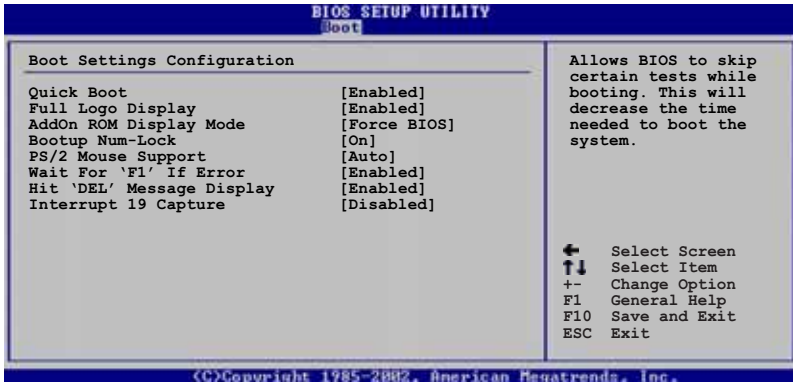 BIOS SETUP UTILITY
Boot
Boot Settings Configuration
Quick Boot [Enabled]
Full Logo Display [Enabled]
AddOn ROM Display Mode [Force BIOS]
Bootup Num-Lock [On]
PS/2 Mouse Support [Auto]
Wait For ‘F1’ If Error [Enabled]
Hit ‘DEL’ Message Display [Enabled]
Interrupt 19 Capture [Disabled]
Allows BIOS to skip
certain tests while
booting. This will
decrease the time
needed to boot the
system.
← Select Screen
↑↓ Select Item
+- Change Option
F1 General Help
F10 Save and Exit
ESC Exit
(C)Copyright 1985-2002, American Megatrends, Inc.